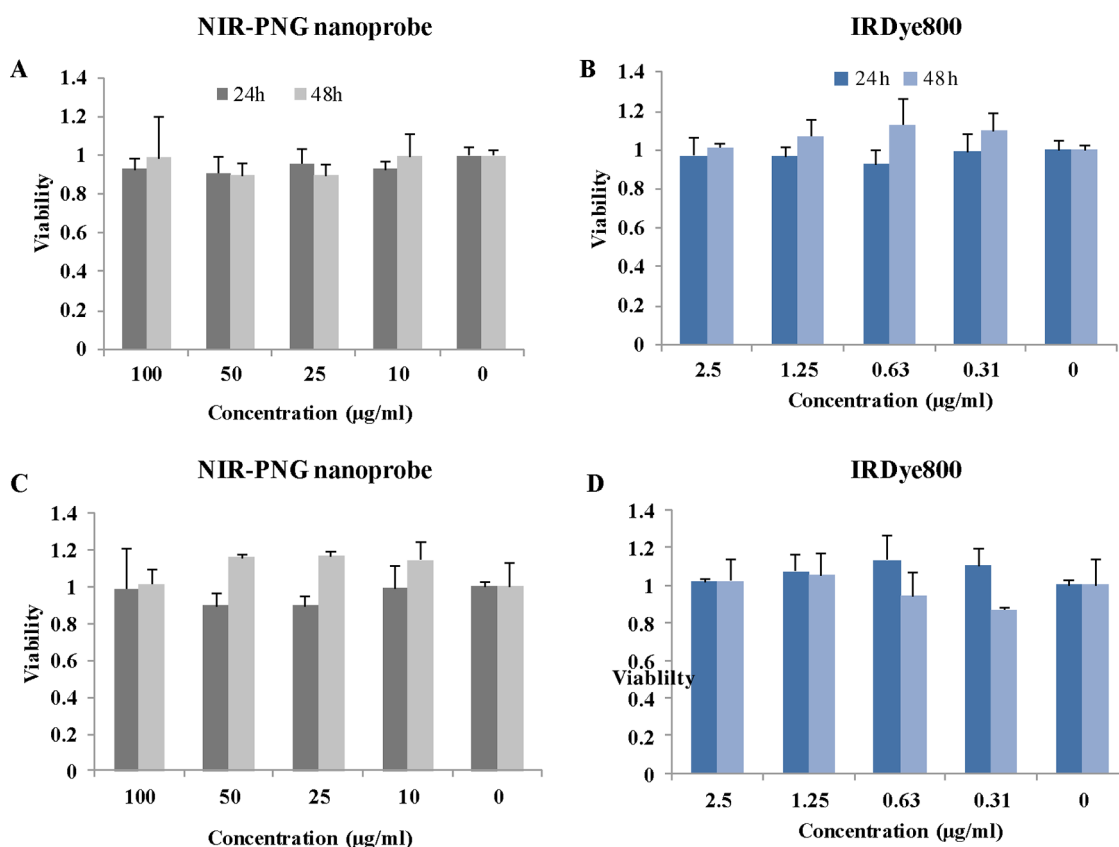 NIR-PNG nanoprobe
A
1.4
1.2
1
0.8
0.6
0.4
0.2
0
Viability
24h 48h
100 50 25 10 0
Concentration (µg/ml)
IRDye800
B
1.4
1.2
1
0.8
0.6
0.4
0.2
0
Viability
24h 48h
2.5 1.25 0.63 0.31 0
Concentration (µg/ml)
NIR-PNG nanoprobe
C
1.4
1.2
1
0.8
0.6
0.4
0.2
0
Viability
100 50 25 10 0
Concentration (µg/ml)
IRDye800
D
1.4
1.2
1
0.8
0.6
0.4
0.2
0
Viablilty
2.5 1.25 0.63 0.31 0
Concentration (µg/ml)